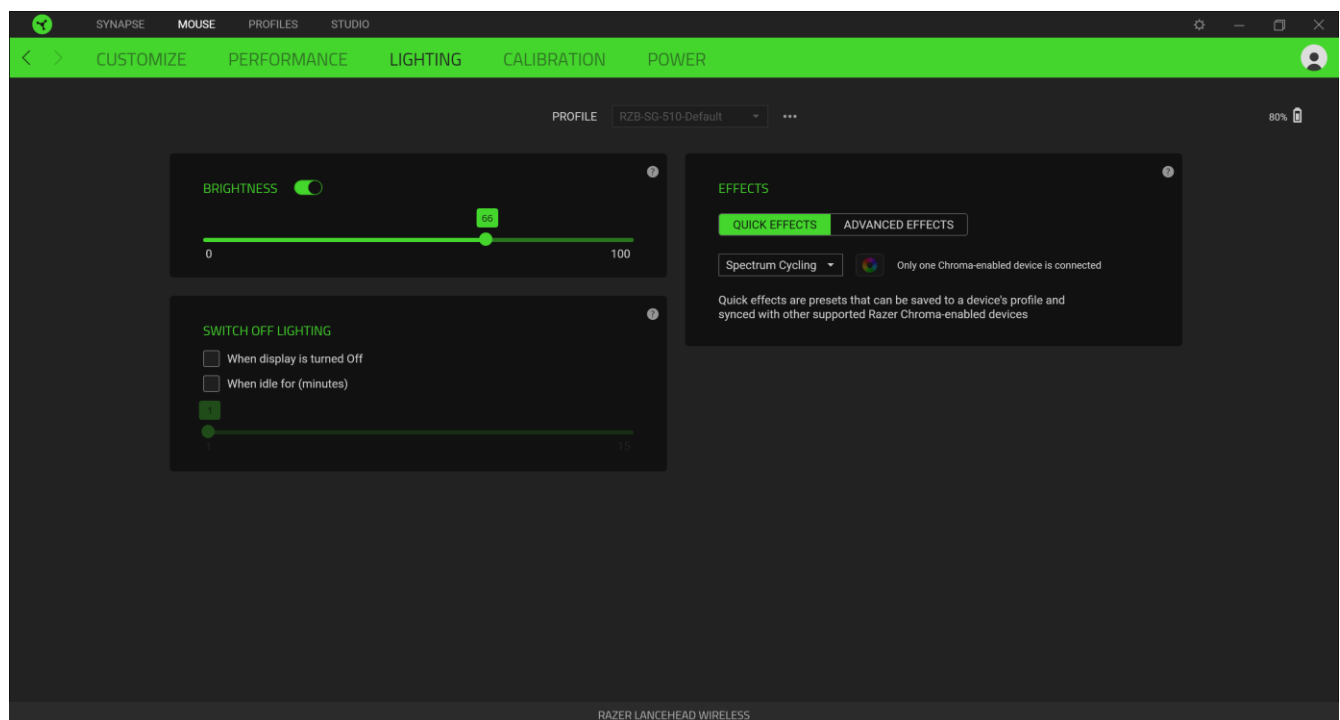 SYNAPSE MOUSE PROFILES STUDIO
CUSTOMIZE PERFORMANCE LIGHTING CALIBRATION POWER
PROFILE RZB-SG-510-Default ••• 80%
BRIGHTNESS
66
0 100
SWITCH OFF LIGHTING
When display is turned Off
When idle for (minutes)
1
1 15
EFFECTS
QUICK EFFECTS ADVANCED EFFECTS
Spectrum Cycling Only one Chroma-enabled device is connected
Quick effects are presets that can be saved to a device's profile and
synced with other supported Razer Chroma-enabled devices
RAZER LANCEHEAD WIRELESS